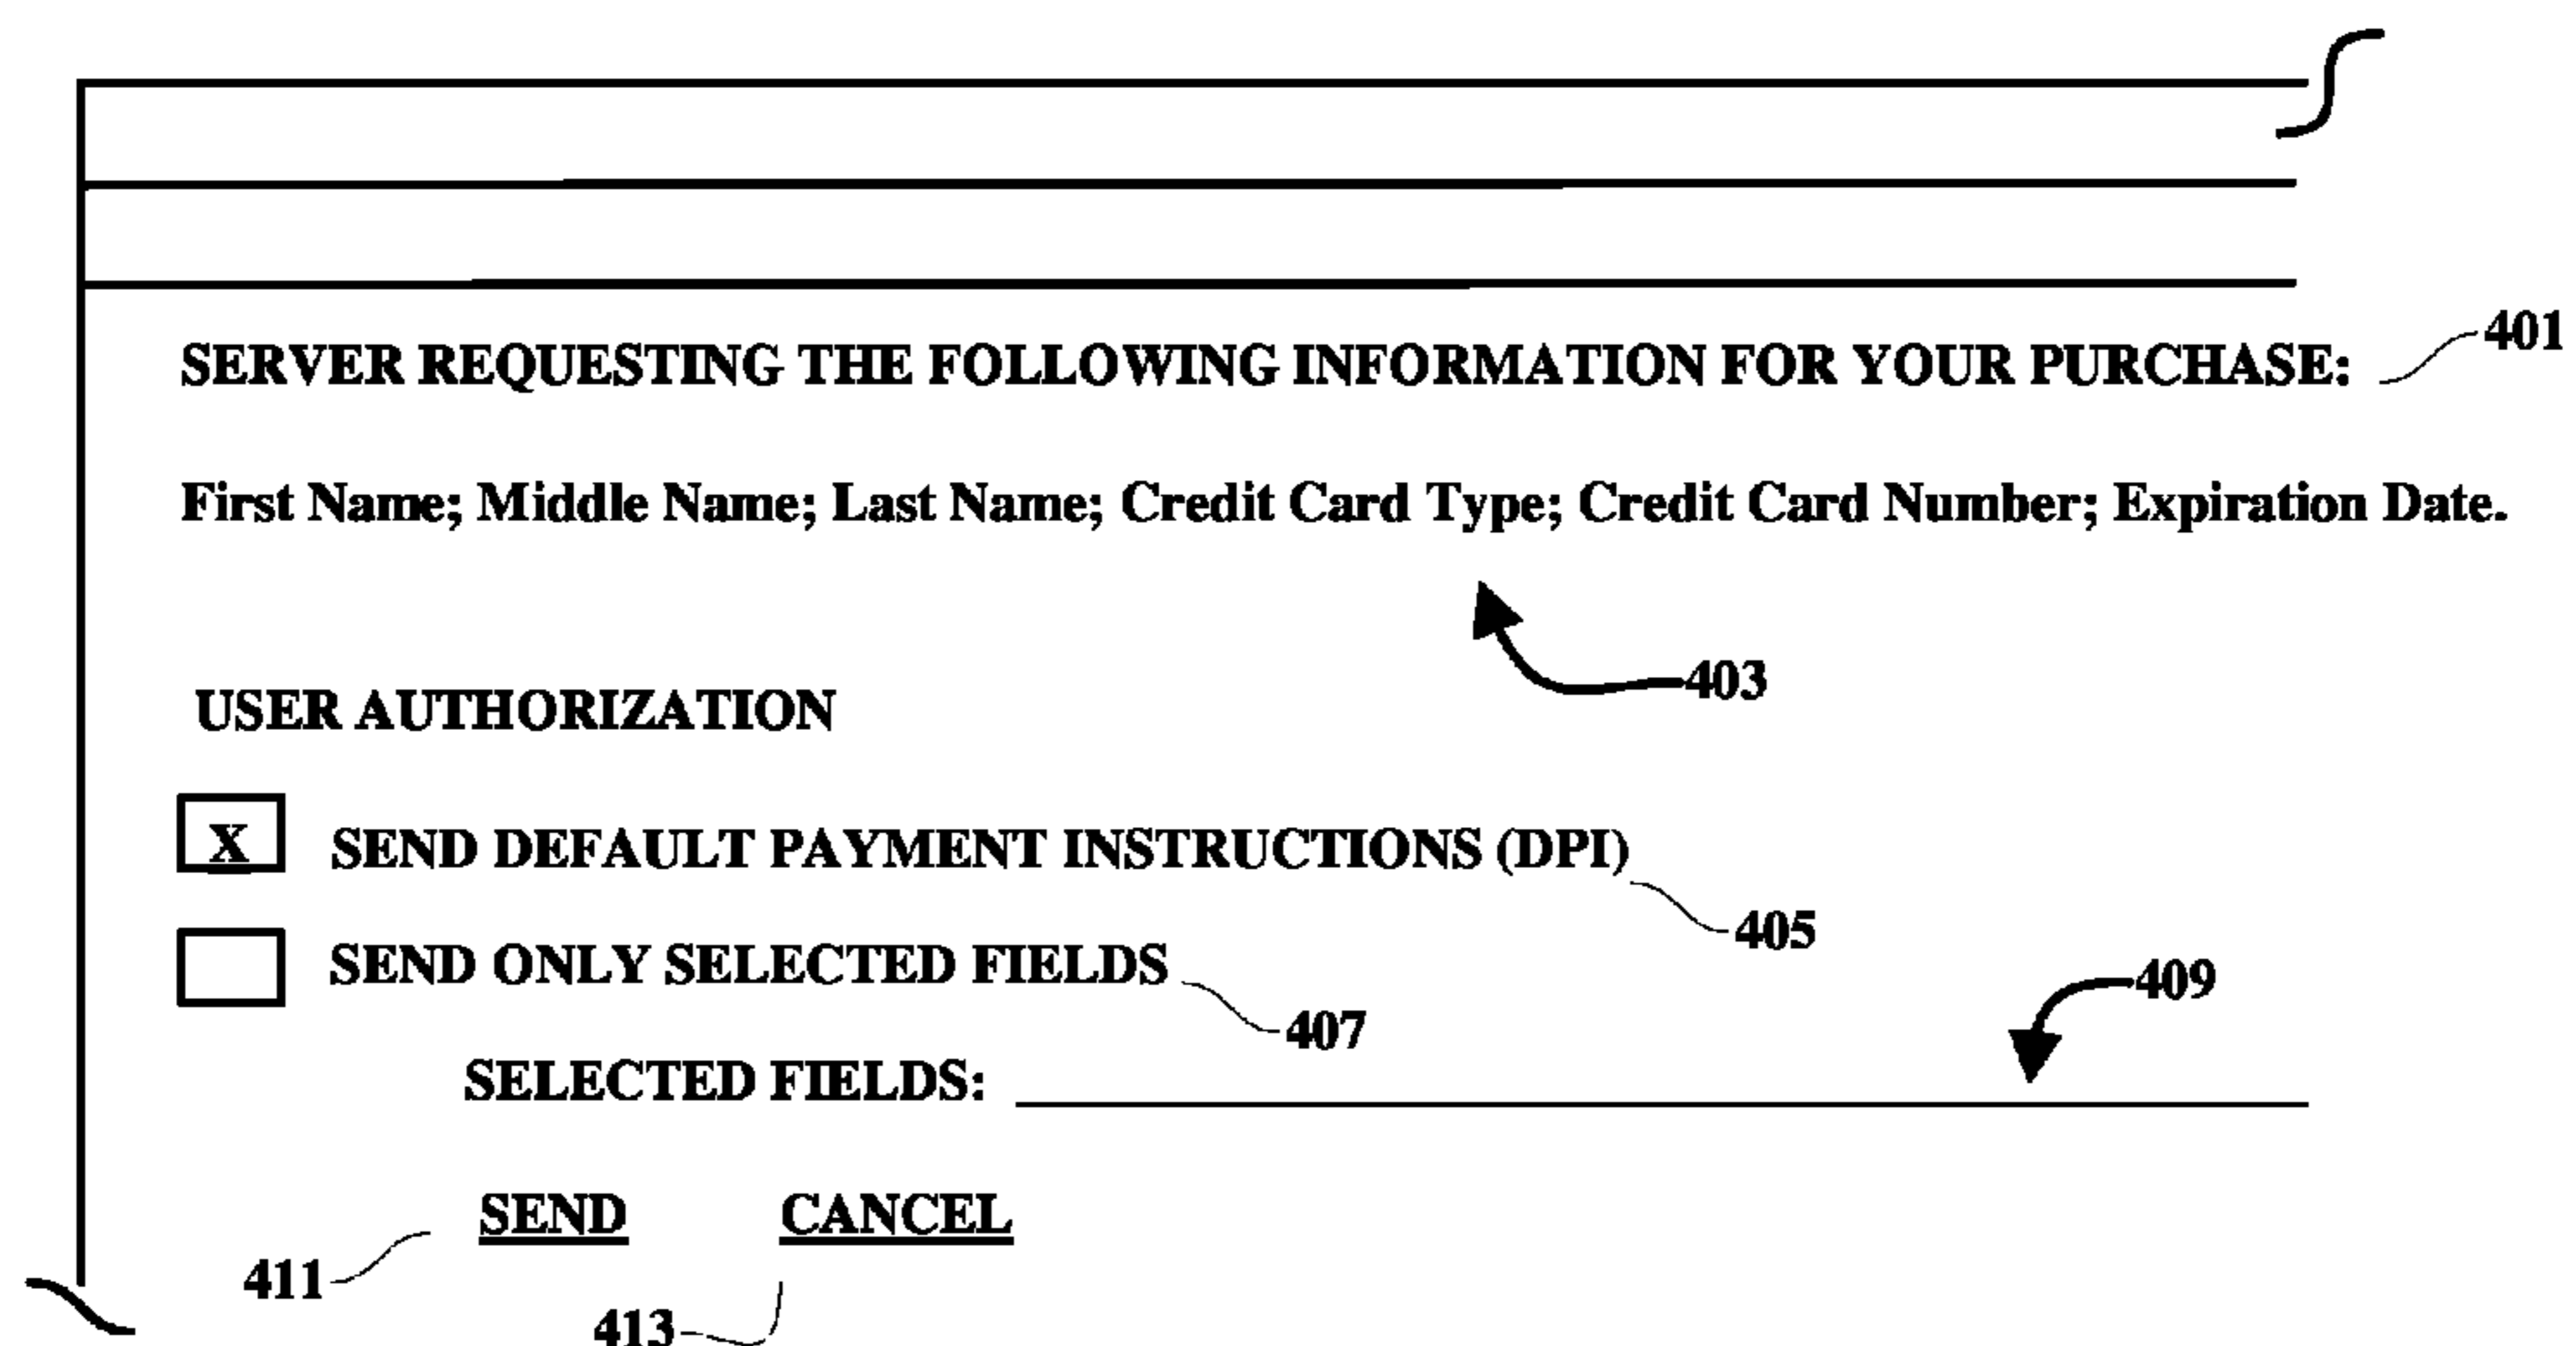 SERVER REQUESTING THE FOLLOWING INFORMATION FOR YOUR PURCHASE: 401
First Name; Middle Name; Last Name; Credit Card Type; Credit Card Number; Expiration Date.
403
USER AUTHORIZATION
X SEND DEFAULT PAYMENT INSTRUCTIONS (DPI)
405
SEND ONLY SELECTED FIELDS
409
407
SELECTED FIELDS:
SEND CANCEL
411
413